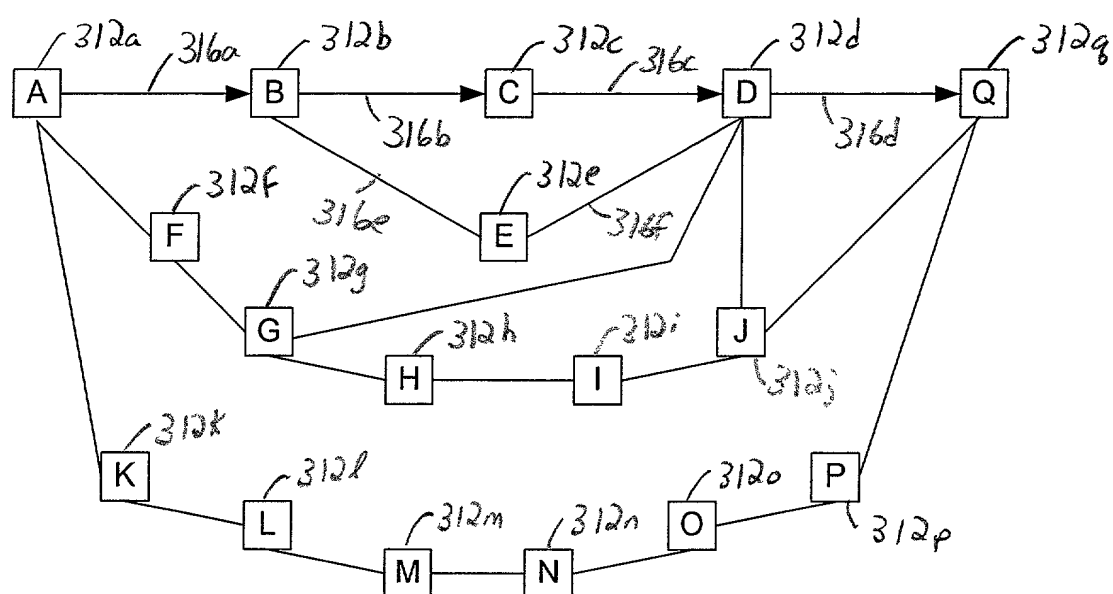 312a 316a 312b 312c 316c 312d 312q
A B C D Q
316b 316d
312f 312e
F 316e E 316f
312g
G 312h 312i J
H I 312j
312k
K 312l 312o P
L 312m 312n O 312p
M N